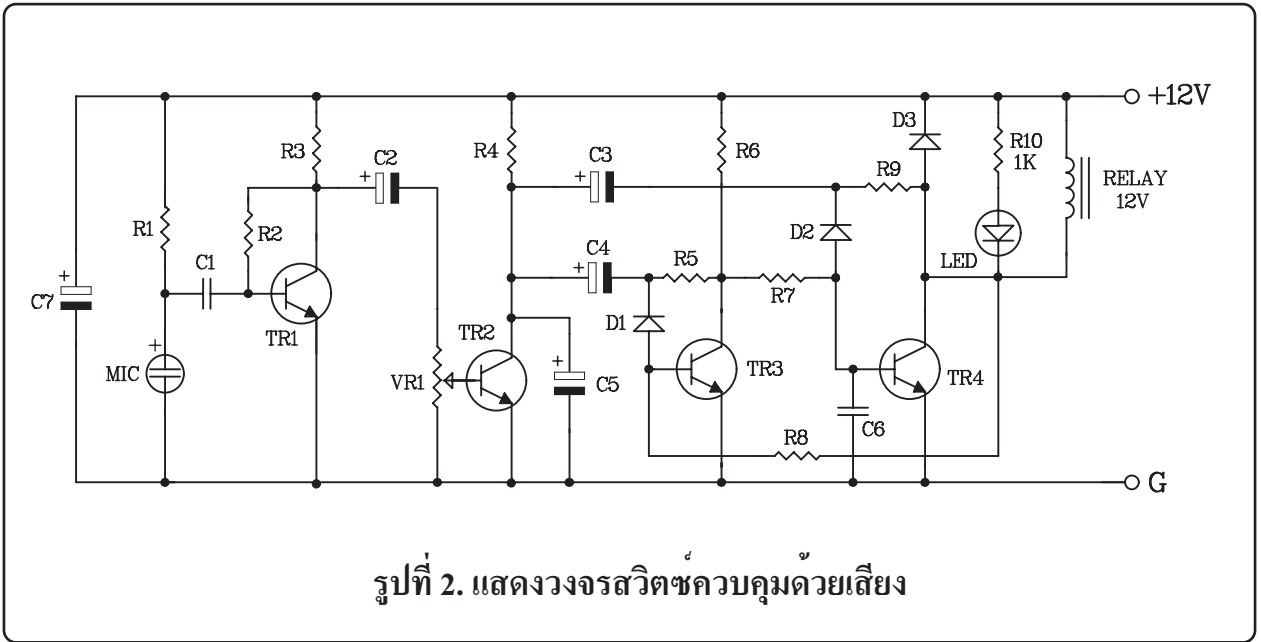 +12V
D3
R3
C2
R4
C3
R6
R9
R10
1K
RELAY
12V
R1
R2
D2
C1
C4
R5
LED
C7
R7
TR1
D1
TR2
MIC
VR1
C5
TR3
TR4
C6
R8
G
รูปที่ 2. แสดงวงจรสวิตซ์ควบคุมด้วยเสียง